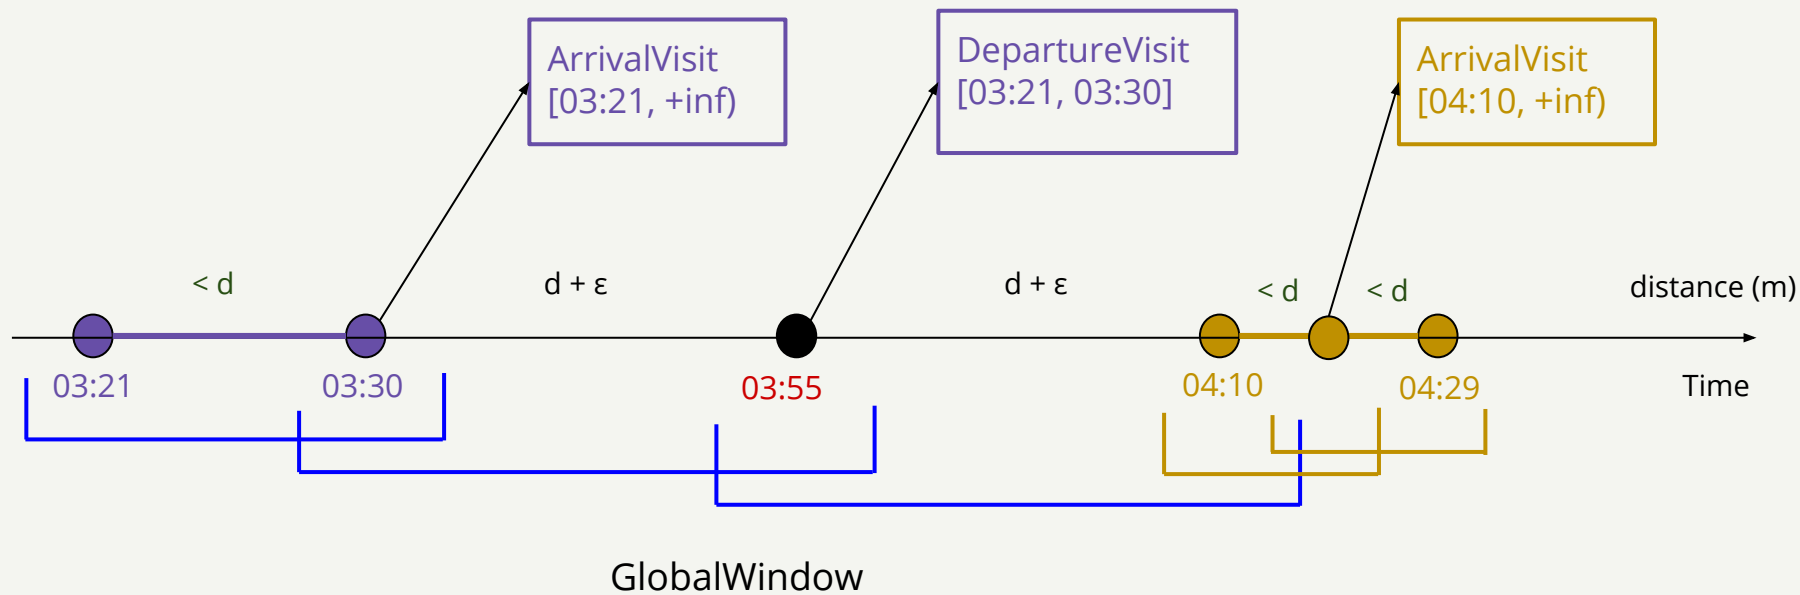 ArrivalVisit
[03:21, +inf)
DepartureVisit
[03:21, 03:30]
ArrivalVisit
[04:10, +inf)
< d
d + ε
d + ε
< d
< d
distance (m)
03:21
03:30
03:55
04:10
04:29
Time
GlobalWindow